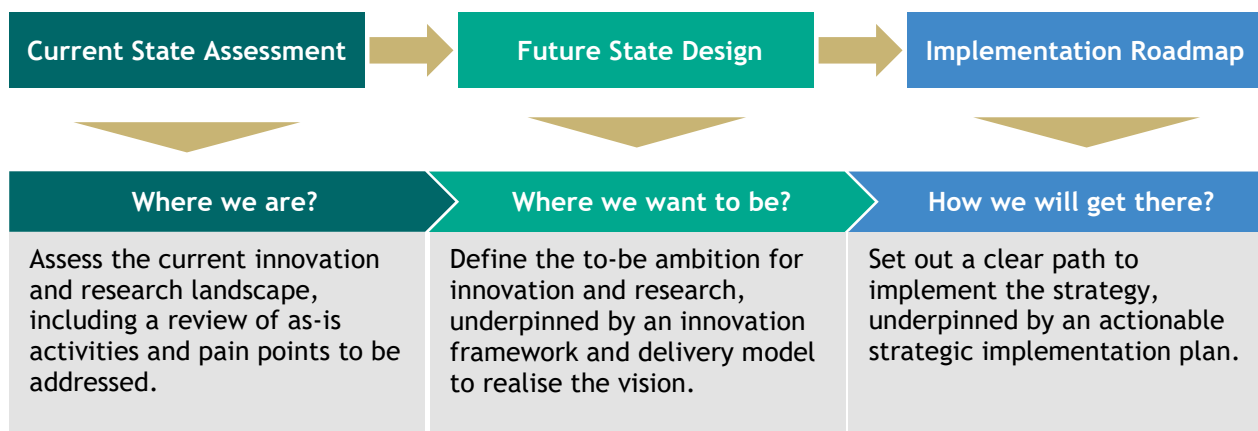 Current State Assessment
Future State Design
Implementation Roadmap
Where we are?
Where we want to be?
How we will get there?
Assess the current innovation
and research landscape,
including a review of as-is
activities and pain points to be
addressed.
Define the to-be ambition for
innovation and research,
underpinned by an innovation
framework and delivery model
to realise the vision.
Set out a clear path to
implement the strategy,
underpinned by an actionable
strategic implementation plan.